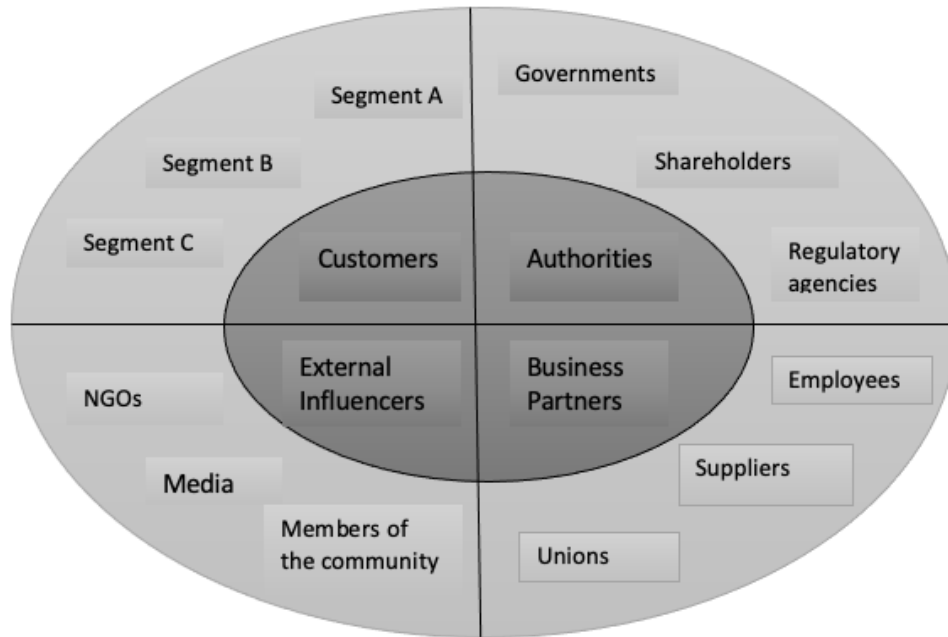 Segment A
Governments
Segment B
Shareholders
Segment C
Customers
Authorities
Regulatory
agencies
NGOs
External
Influencers
Business
Partners
Employees
Media
Suppliers
Members of
the community
Unions